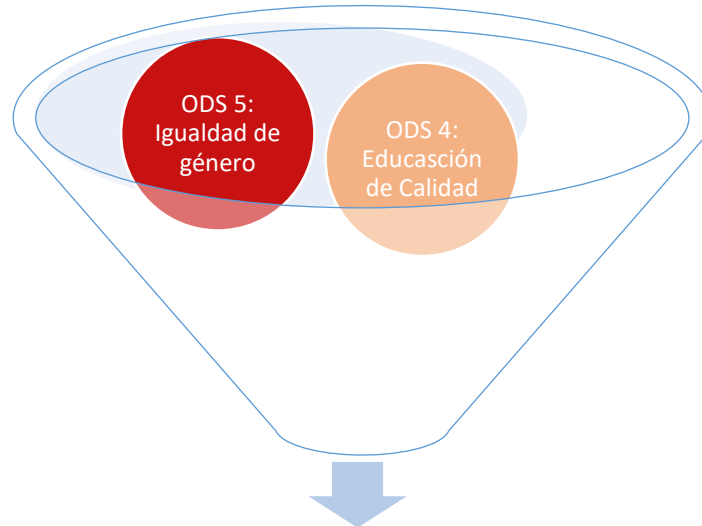 ODS 5:
Igualdad de
género
ODS 4:
Educasción
de Calidad